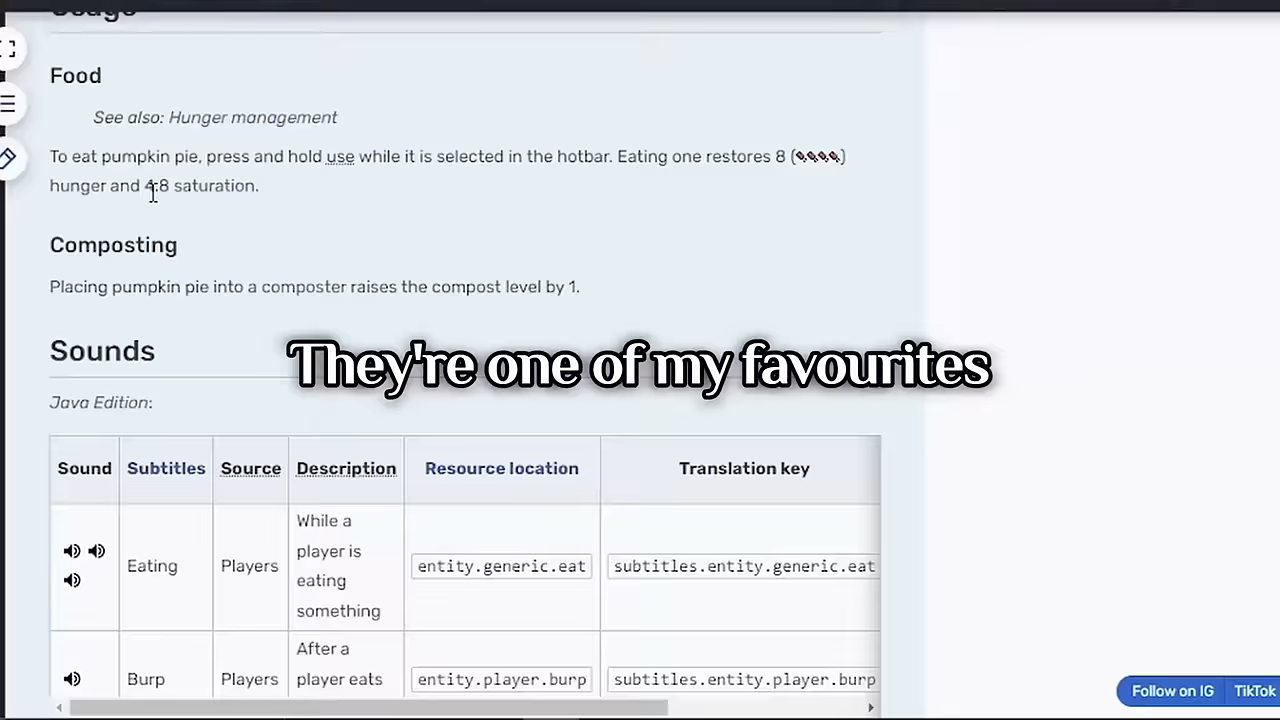 Usage
Food
See also: Hunger management
To eat pumpkin pie, press and hold use while it is selected in the hotbar. Eating one restores 8 ( )
hunger and 4.8 saturation.
Composting
Placing pumpkin pie into a composter raises the compost level by 1.
Sounds
They're one of my favourites
Java Edition:
Sound Subtitles Source Description Resource location Translation key
While a
player is
eating
something
Eating Players entity.generic.eat subtitles.entity.generic.eat
After a
player eats
Burp Players entity.player.burp subtitles.entity.player.burp
Follow on IG TikTok